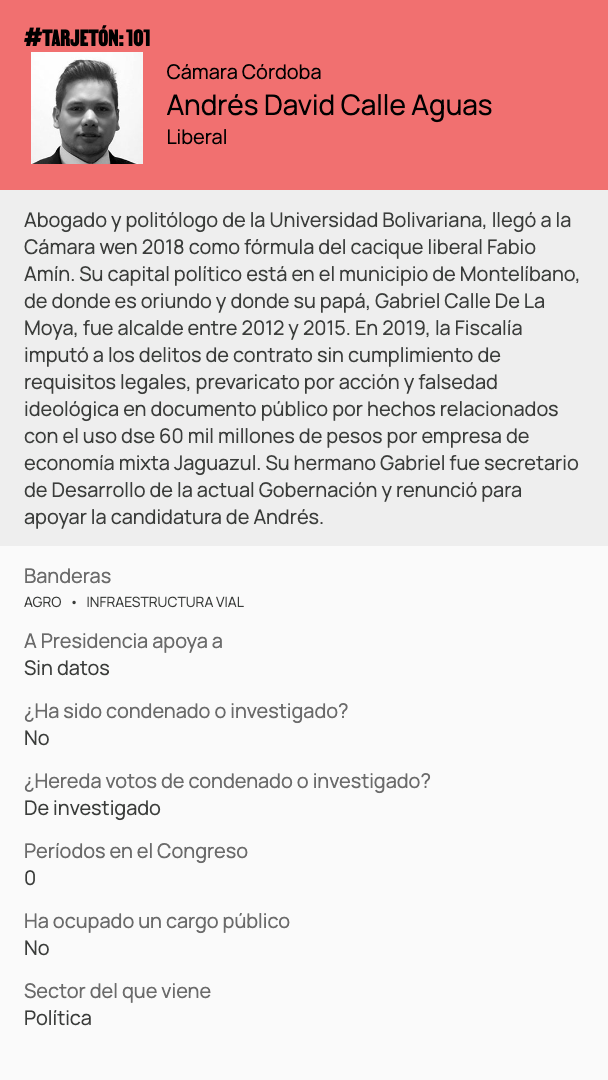 #TARJETÓN: 101
Cámara Córdoba
Andrés David Calle Aguas
Liberal
Abogado y politólogo de la Universidad Bolivariana, llegó a la
Cámara wen 2018 como fórmula del cacique liberal Fabio
Amín. Su capital político está en el municipio de Montelíbano,
de donde es oriundo y donde su papá, Gabriel Calle De La
Moya, fue alcalde entre 2012 y 2015. En 2019, la Fiscalía
imputó a los delitos de contrato sin cumplimiento de
requisitos legales, prevaricato por acción y falsedad
ideológica en documento público por hechos relacionados
con el uso dse 60 mil millones de pesos por empresa de
economía mixta Jaguazul. Su hermano Gabriel fue secretario
de Desarrollo de la actual Gobernación y renunció para
apoyar la candidatura de Andrés.
Banderas
AGRO • INFRAESTRUCTURA VIAL
A Presidencia apoya a
Sin datos
¿Ha sido condenado o investigado?
No
¿Hereda votos de condenado o investigado?
De investigado
Períodos en el Congreso
0
Ha ocupado un cargo público
No
Sector del que viene
Política